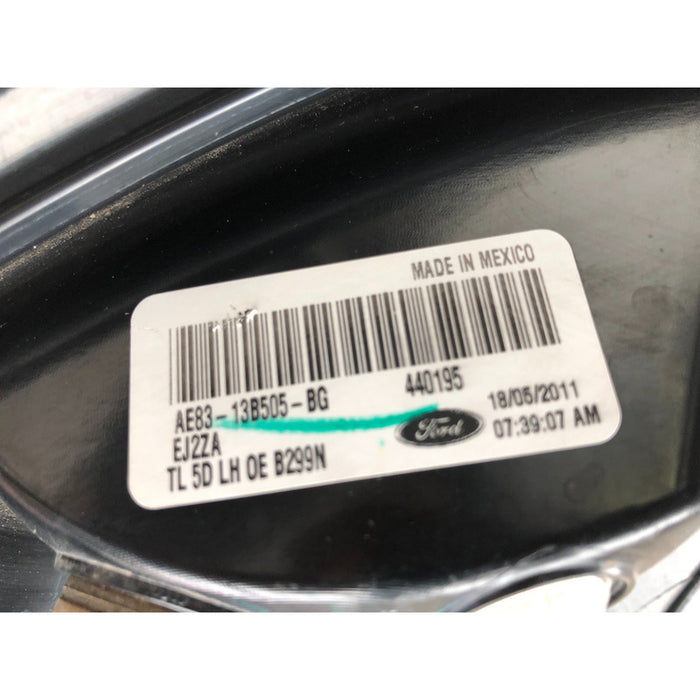 MADE IN MEXICO
AE83-13B505-BG 440195 18/05/2011
EJ2ZA Ford 07:39:07 AM
TL 5D LH OE B299N